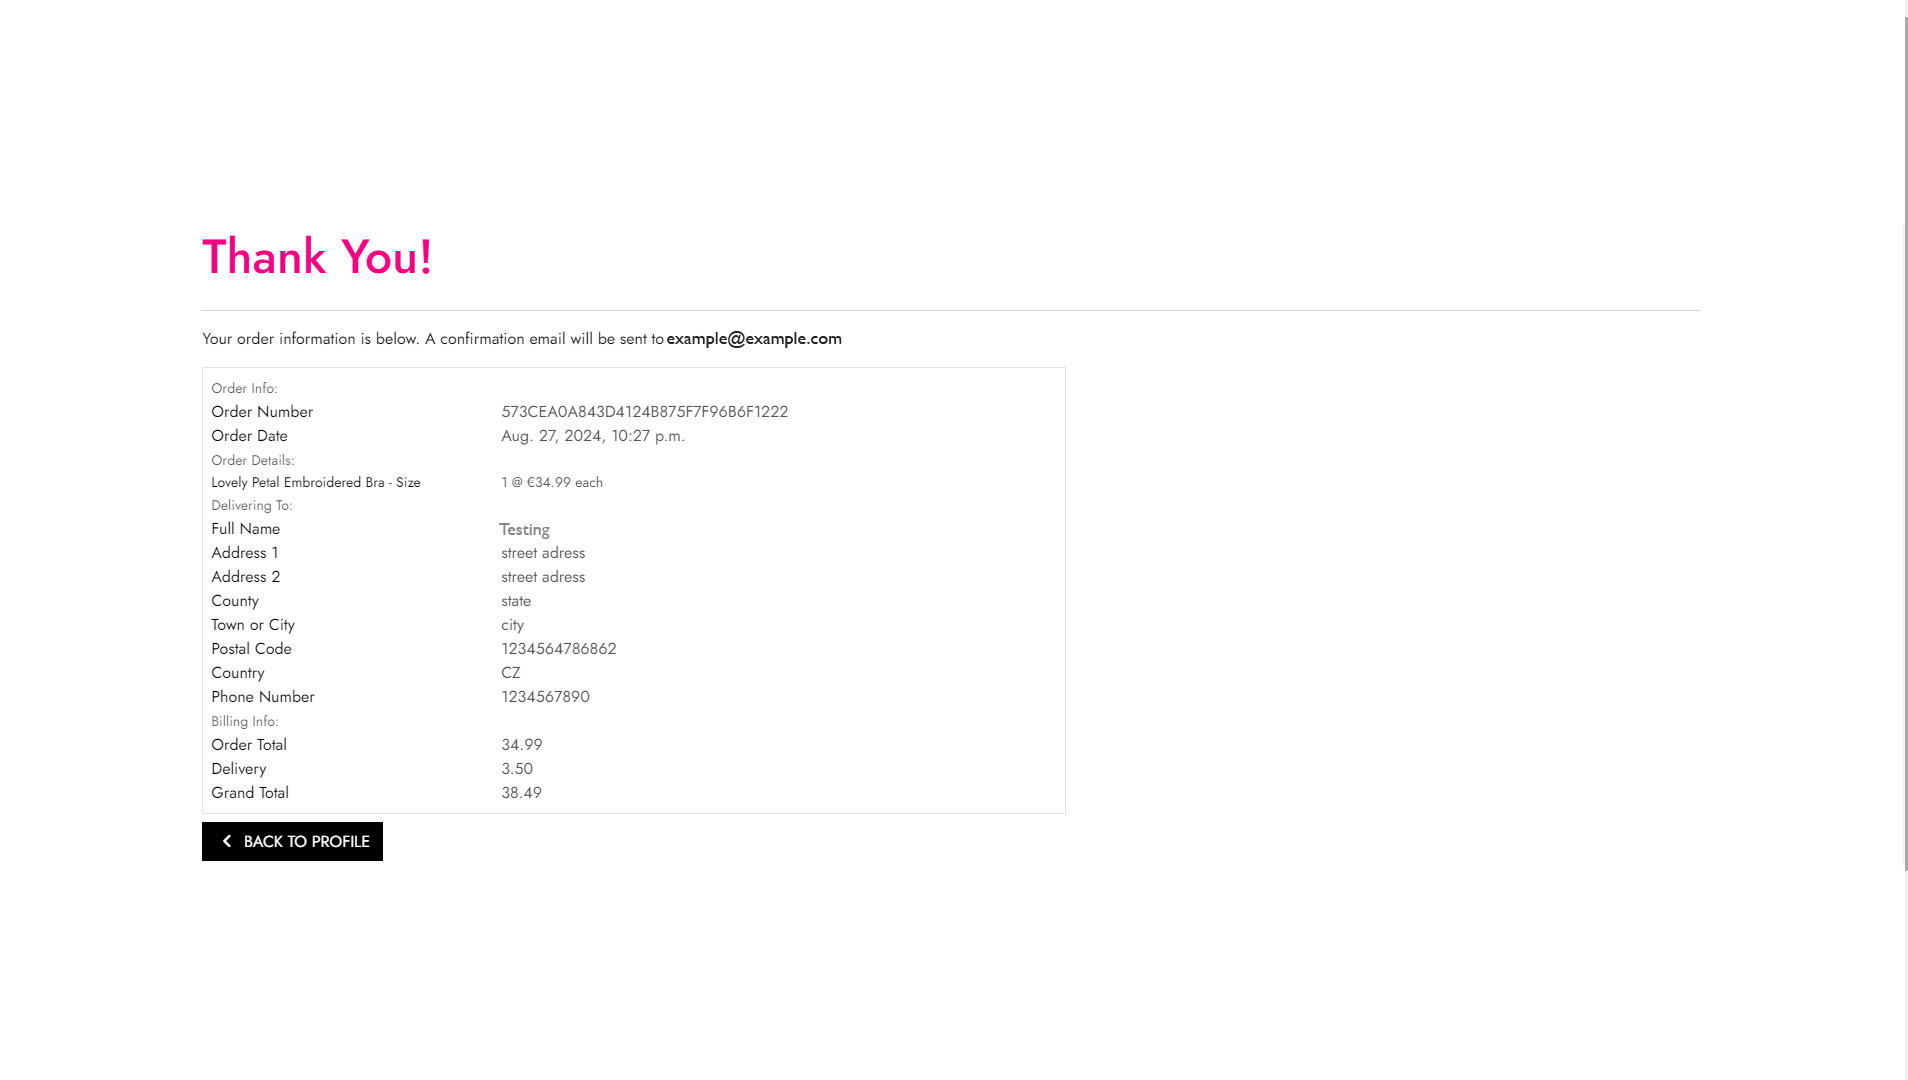 Thank You!
Your order information is below. A confirmation email will be sent to example@example.com
Order Info:
Order Number 573CEA0A843D4124B875F7F96B6F1222
Order Date Aug. 27, 2024, 10:27 p.m.
Order Details:
Lovely Petal Embroidered Bra - Size 1 @ €34.99 each
Delivering To:
Full Name Testing
Address 1 street adress
Address 2 street adress
County state
Town or City city
Postal Code 1234564786862
Country CZ
Phone Number 1234567890
Billing Info:
Order Total 34.99
Delivery 3.50
Grand Total 38.49
BACK TO PROFILE